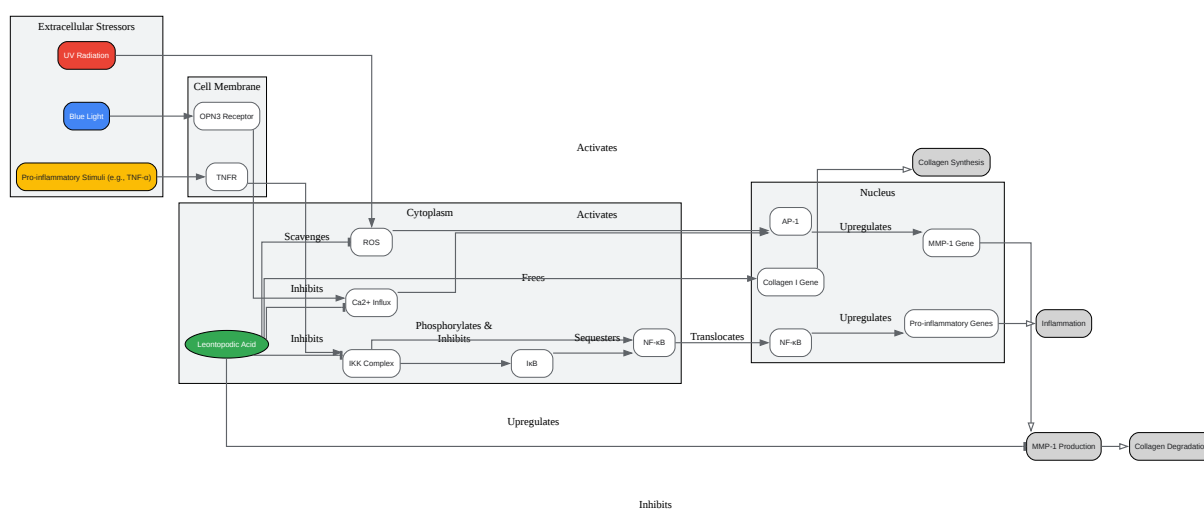 Extracellular Stressors
UV Radiation
Cell Membrane
Blue Light
OPN3 Receptor
Activates
Collagen Synthesis
Pro-inflammatory Stimuli (e.g., TNF-α)
TNFR
Nucleus
Cytoplasm
Activates
AP-1
Upregulates
Scavenges
ROS
MMP-1 Gene
Frees
Collagen I Gene
Inhibits
Ca2+ Influx
Upregulates
Pro-inflammatory Genes
Inflammation
Phosphorylates &
Inhibits
Inhibits
Sequesters
Translocates
Leontopodic Acid
NF-κB
NF-κB
IKK Complex
IκB
Upregulates
MMP-1 Production
Collagen Degradatio
Inhibits